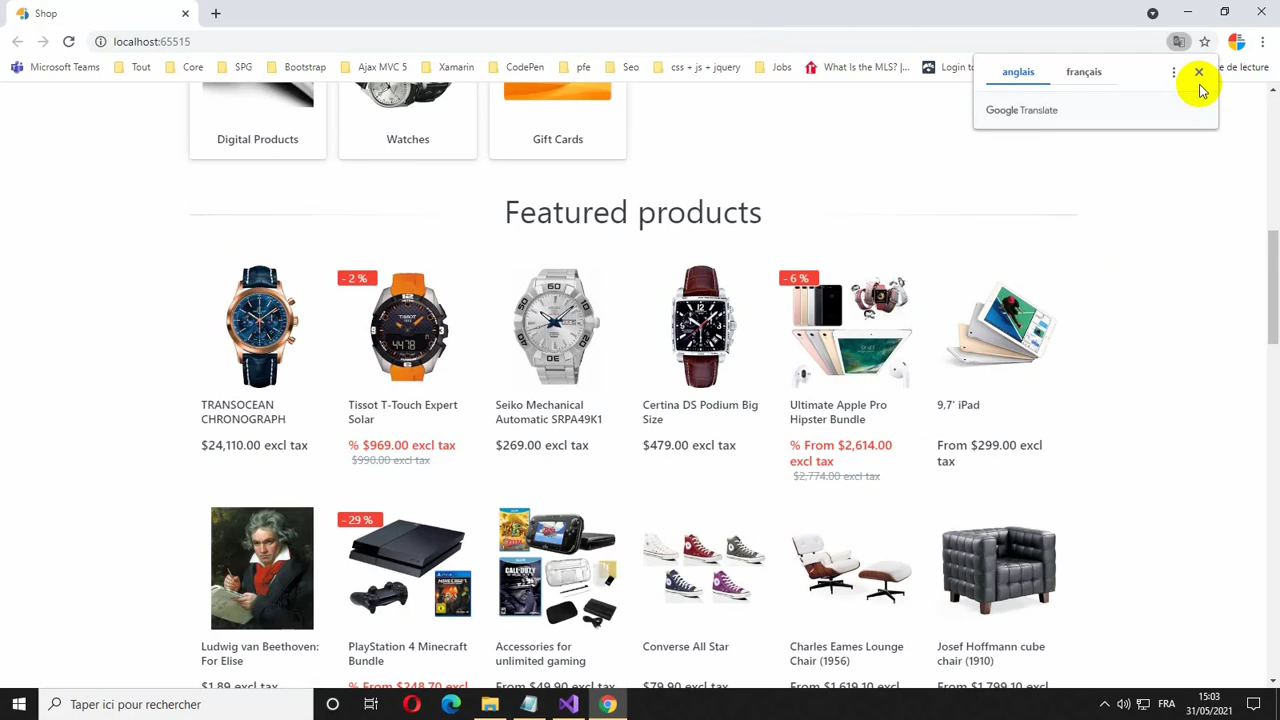 Shop
localhost:65515
Microsoft Teams Tout Core SPG Bootstrap Ajax MVC 5 Xamarin CodePen pfe Seo css + js + jquery Jobs What Is the MLS? |... Login to de lecture
anglais français
Google Translate
Digital Products Watches Gift Cards
Featured products
- 2 % - 6 %
TRANSOCEAN CHRONOGRAPH
$24,110.00 excl tax
Tissot T-Touch Expert Solar
% $969.00 excl tax
$990.00 excl tax
Seiko Mechanical Automatic SRPA49K1
$269.00 excl tax
Certina DS Podium Big Size
$479.00 excl tax
Ultimate Apple Pro Hipster Bundle
% From $2,614.00 excl tax
$2,774.00 excl tax
9,7' iPad
From $299.00 excl tax
- 29 %
Ludwig van Beethoven: For Elise
$1.89 excl tax
PlayStation 4 Minecraft Bundle
% From $248.70 excl
Accessories for unlimited gaming
$49.90 excl tax
Converse All Star
$79.90 excl tax
Charles Eames Lounge Chair (1956)
From $1,619.10 excl
Josef Hoffmann cube chair (1910)
From $1,799.10 excl
Taper ici pour rechercher
FRA
15:03
31/05/2021